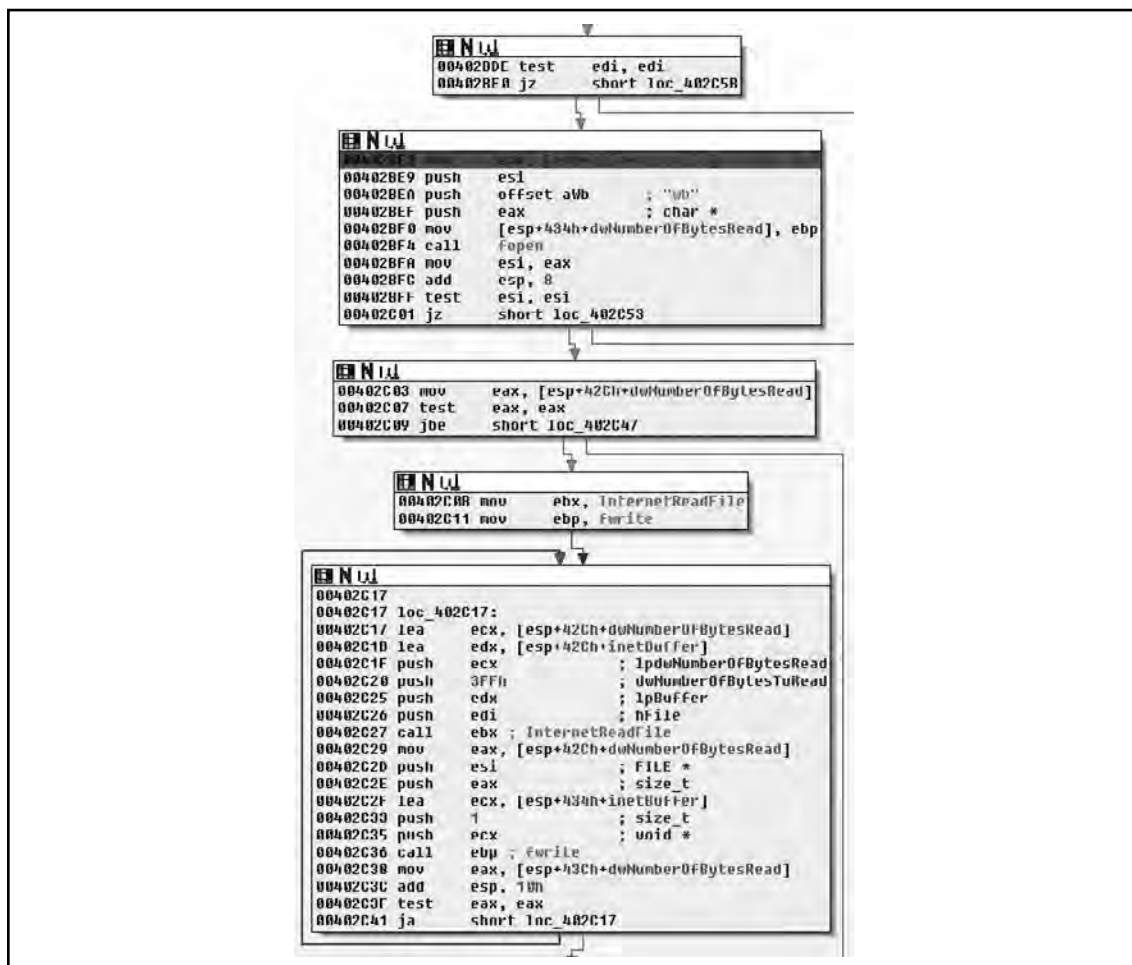 00402BDE test edi, edi
00402BE0 jz short loc_402C5B
00402BE9 push esi
00402BEA push offset aWb ; "wb"
00402BEF push eax ; char *
00402BF0 mov [esp+434h+dwNumberOfBytesRead], ebp
00402BF4 call fopen
00402BFA mov esi, eax
00402BFC add esp, 8
00402BFF test esi, esi
00402C01 jz short loc_402C53
00402C03 mov eax, [esp+42Ch+dwNumberOfBytesRead]
00402C07 test eax, eax
00402C09 jbe short loc_402C47
00402C0B mov ebx, InternetReadFile
00402C11 mov ebp, fwrite
00402C17
00402C17 loc_402C17:
00402C17 lea ecx, [esp+42Ch+dwNumberOfBytesRead]
00402C1B lea edx, [esp+42Ch+inetBuffer]
00402C1F push ecx ; lpdwNumberOfBytesRead
00402C20 push 3FFh ; dwNumberOfBytesToRead
00402C25 push edx ; lpBuffer
00402C26 push edi ; hFile
00402C27 call ebx ; InternetReadFile
00402C29 mov eax, [esp+42Ch+dwNumberOfBytesRead]
00402C2D push esi ; FILE *
00402C2E push eax ; size_t
00402C2F lea ecx, [esp+434h+inetBuffer]
00402C33 push 1 ; size_t
00402C35 push ecx ; void *
00402C36 call ebp ; fwrite
00402C38 mov eax, [esp+43Ch+dwNumberOfBytesRead]
00402C3C add esp, 10h
00402C3F test eax, eax
00402C41 ja short loc_402C17